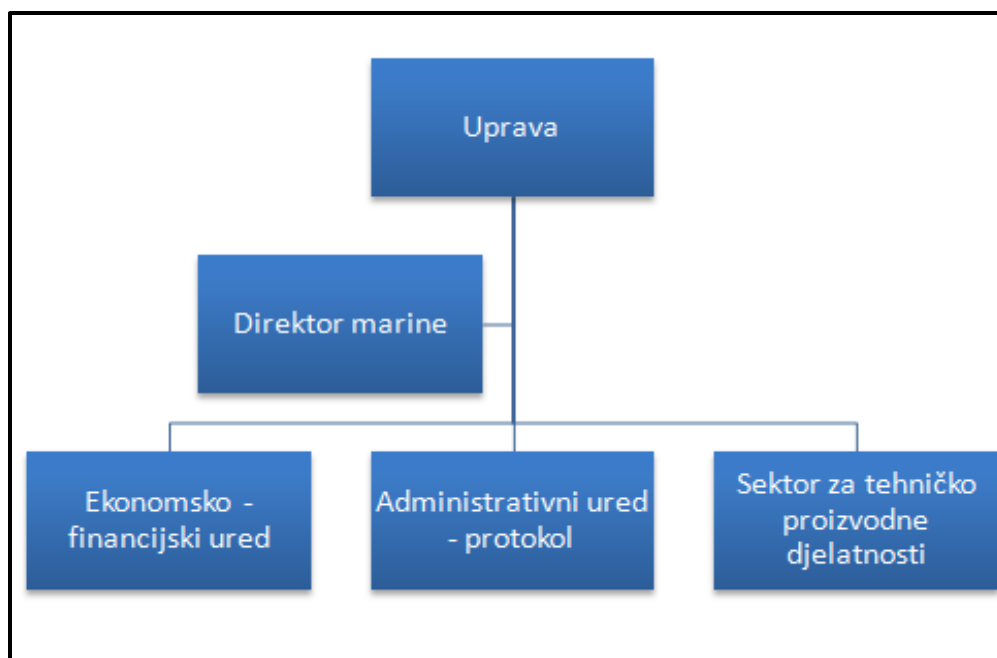 Uprava
Direktor marine
Ekonomsko -
financijski ured
Administrativni ured
- protokol
Sektor za tehničko
proizvodne
djelatnosti